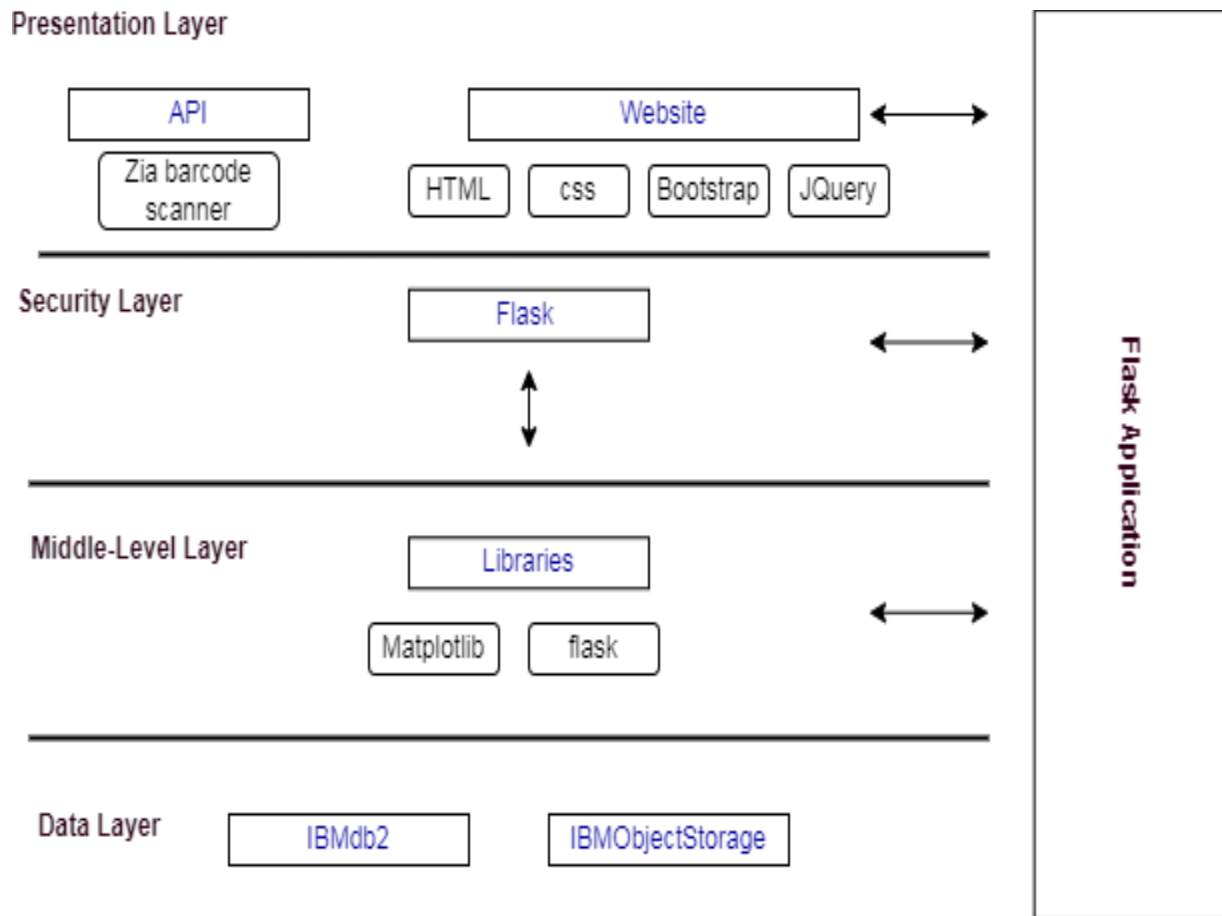 Presentation Layer
API
Website
Zia barcode
scanner
HTML
css
Bootstrap
JQuery
Security Layer
Flask
Flask Application
Middle-Level Layer
Libraries
Matplotlib
flask
Data Layer
IBMdb2
IBMObjectStorage